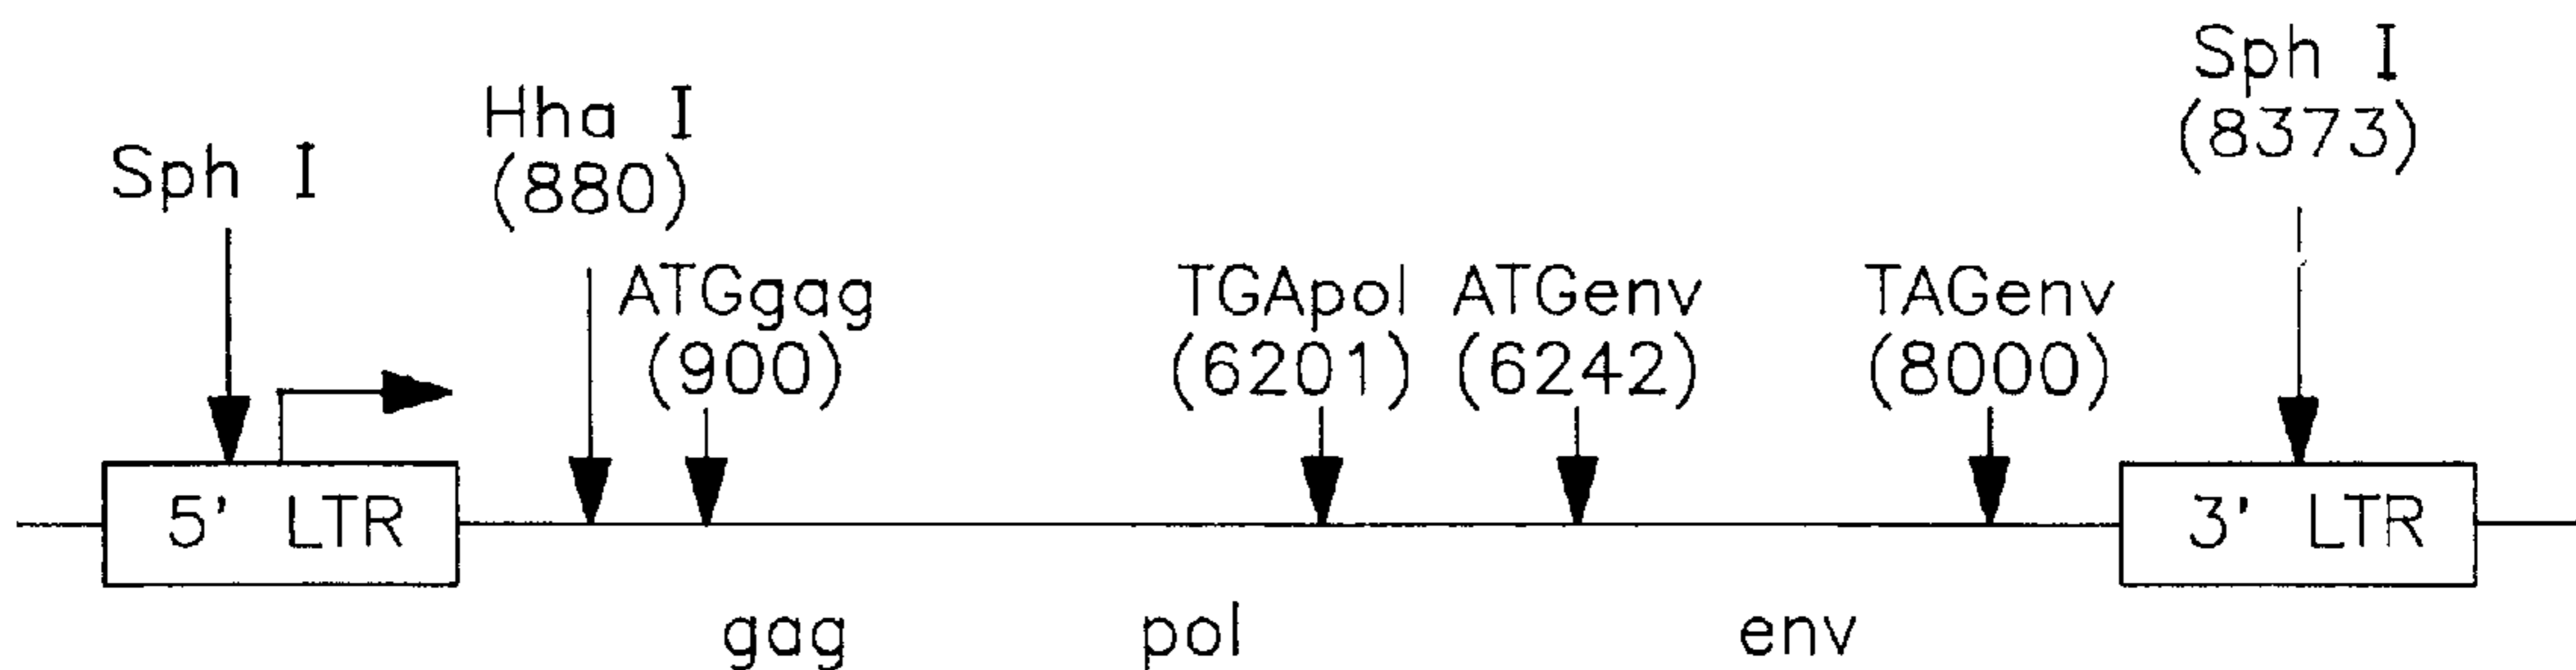 Sph I
Hha I
(880)
ATGgag
(900)
TGApol
(6201)
ATGenv
(6242)
TAGenv
(8000)
Sph I
(8373)
5' LTR
3' LTR
gag
pol
env